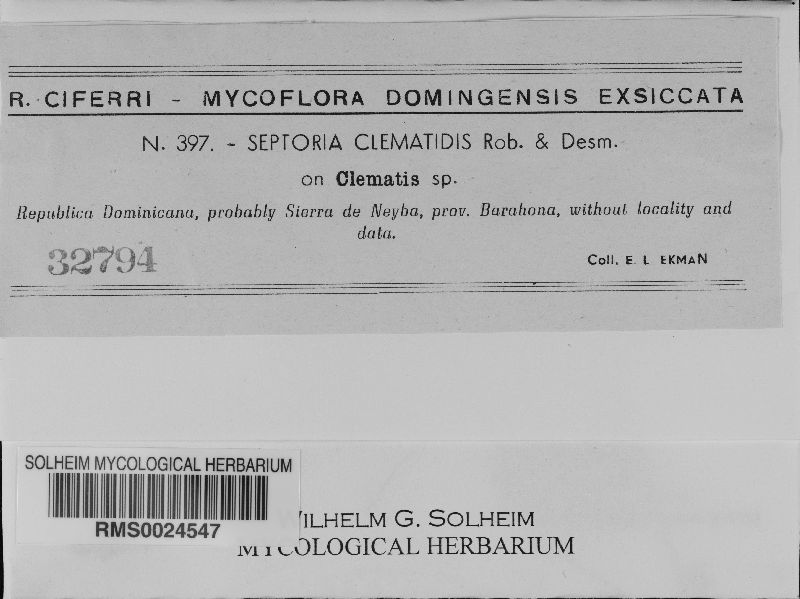 R. CIFERRI - MYCOFLORA DOMINGENSIS EXSICCATA
N. 397. - SEPTORIA CLEMATIDIS Rob. & Desm.
on Clematis sp.
Republica Dominicana, probably Sierra de Neyba, prov. Barahona, without locality and
data.
32794
Coll. E. L. EKMAN
SOLHEIM MYCOLOGICAL HERBARIUM
RMS0024547
WILHELM G. SOLHEIM
MYCOLOGICAL HERBARIUM